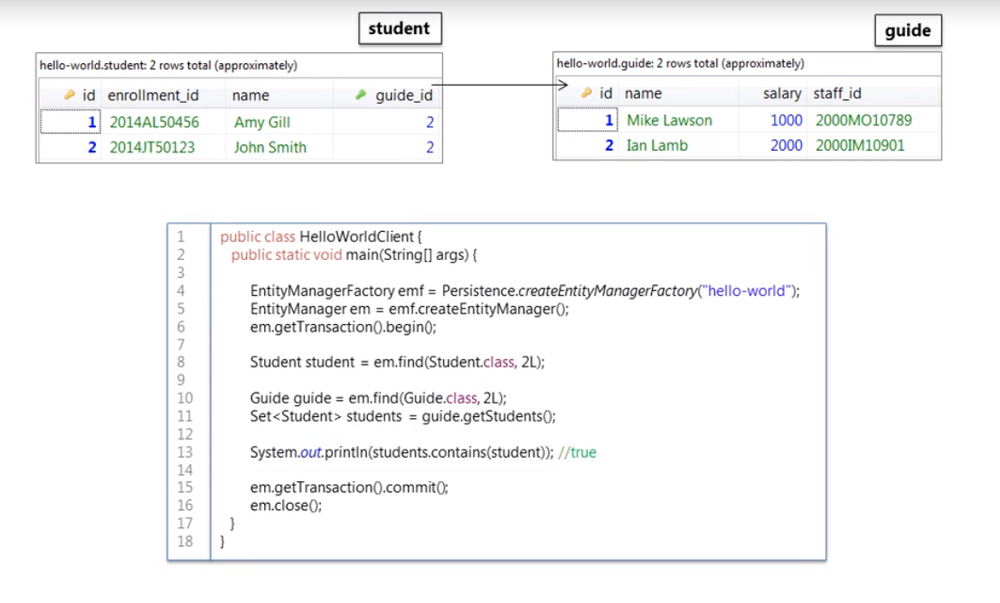 student
guide
hello-world.student: 2 rows total (approximately)
id enrollment_id name guide_id
1 2014AL50456 Amy Gill 2
2 2014JT50123 John Smith 2
hello-world.guide: 2 rows total (approximately)
id name salary staff_id
1 Mike Lawson 1000 2000MO10789
2 Ian Lamb 2000 2000IM10901
1 public class HelloWorldClient {
2 public static void main(String[] args) {
3
4 EntityManagerFactory emf = Persistence.createEntityManagerFactory("hello-world");
5 EntityManager em = emf.createEntityManager();
6 em.getTransaction().begin();
7
8 Student student = em.find(Student.class, 2L);
9
10 Guide guide = em.find(Guide.class, 2L);
11 Set<Student> students = guide.getStudents();
12
13 System.out.println(students.contains(student)); //true
14
15 em.getTransaction().commit();
16 em.close();
17 }
18 }